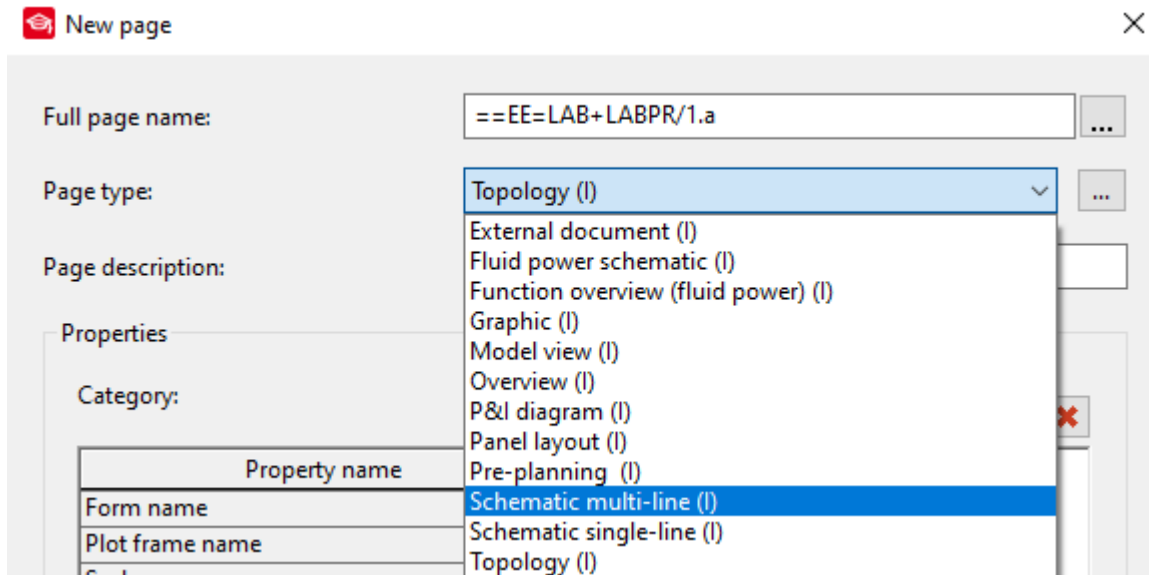 New page
Full page name:
==EE=LAB+LABPR/1.a
...
Page type:
Topology (I)
...
External document (I)
Fluid power schematic (I)
Page description:
Function overview (fluid power) (I)
Graphic (I)
Properties
Model view (I)
Overview (I)
Category:
P&I diagram (I)
Panel layout (I)
Property name
Pre-planning (I)
Form name
Schematic multi-line (I)
Plot frame name
Schematic single-line (I)
Topology (I)